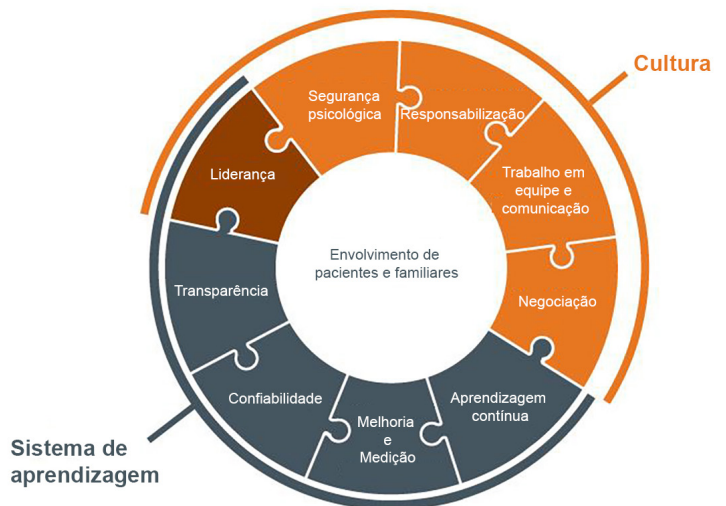 Cultura
Segurança
psicológica
Responsabilização
Liderança
Trabalho em
equipe e
comunicação
Envolvimento de
pacientes e familiares
Transparência
Negociação
Confiabilidade
Aprendizagem
contínua
Melhoria
e
Medição
Sistema de
aprendizagem